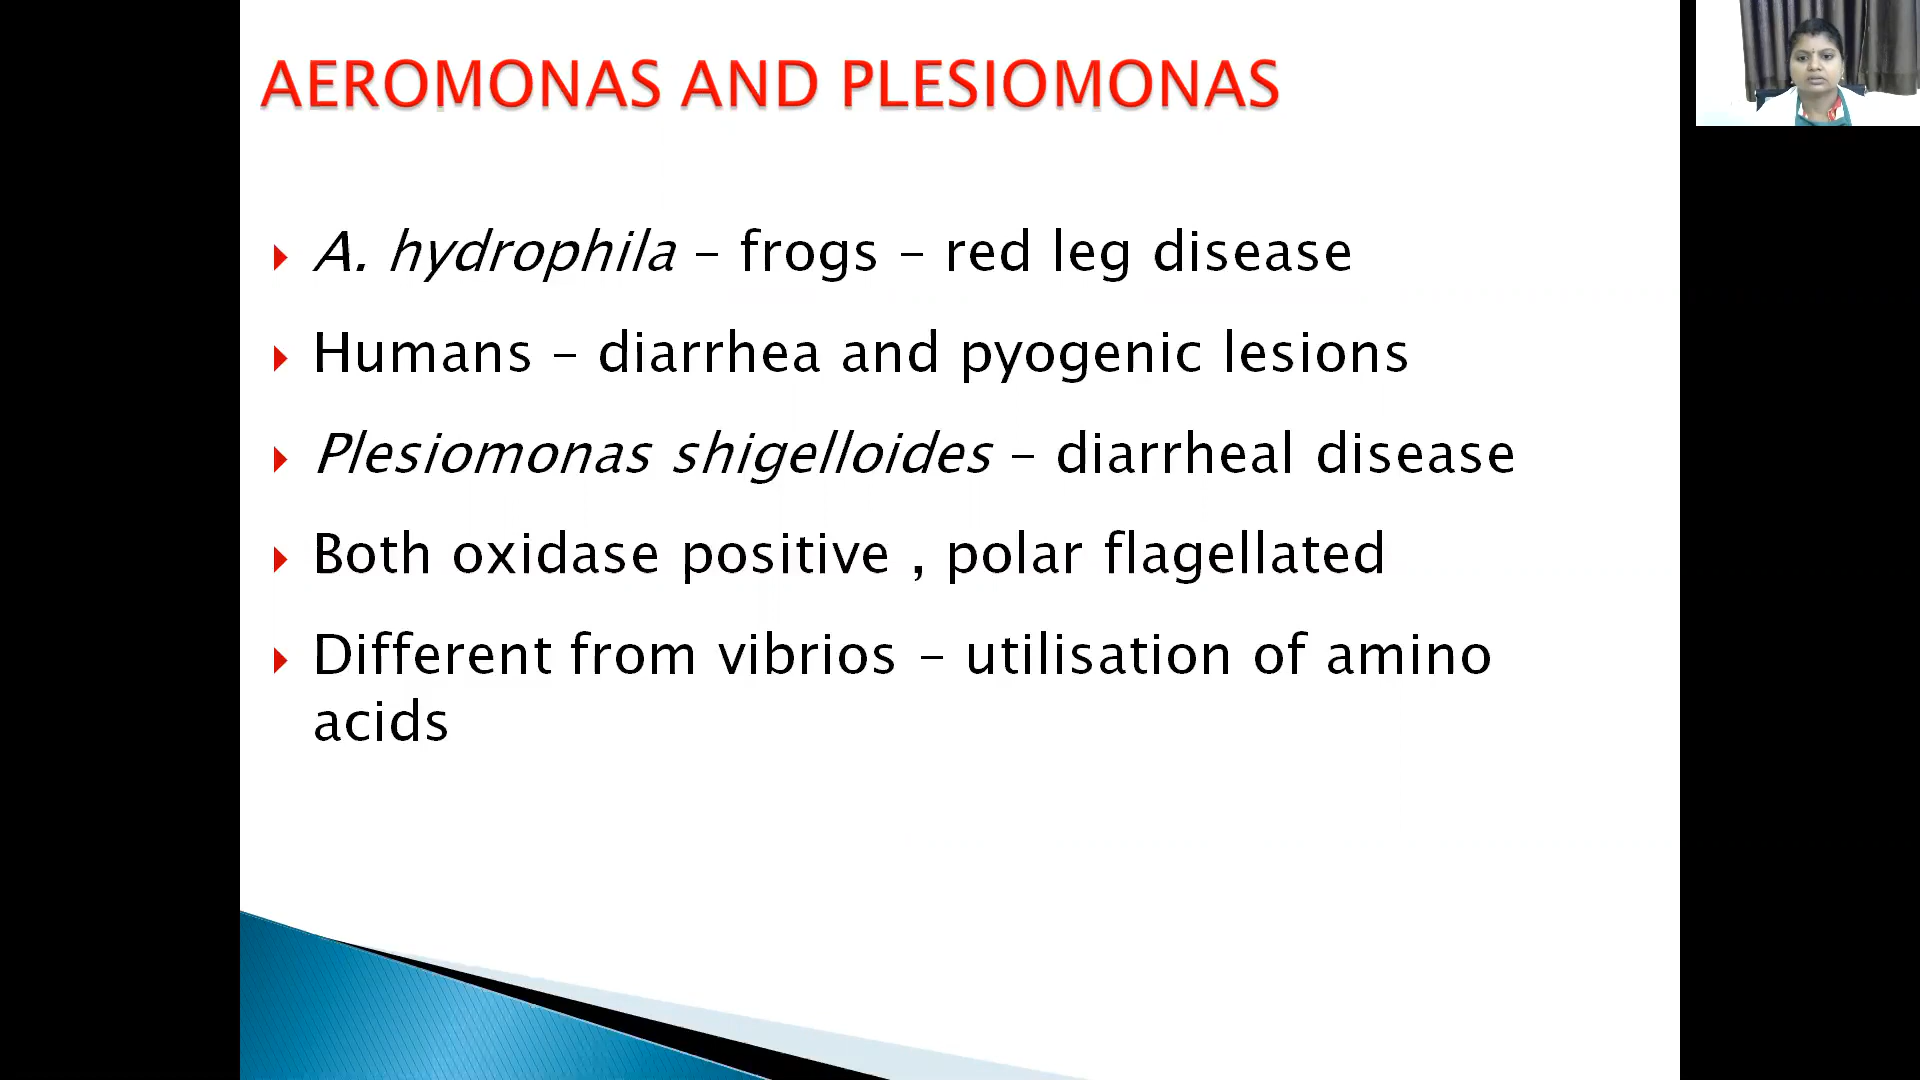 AEROMONAS AND PLESIOMONAS
A. hydrophila – frogs – red leg disease
Humans – diarrhea and pyogenic lesions
Plesiomonas shigelloides – diarrheal disease
Both oxidase positive , polar flagellated
Different from vibrios – utilisation of amino
acids